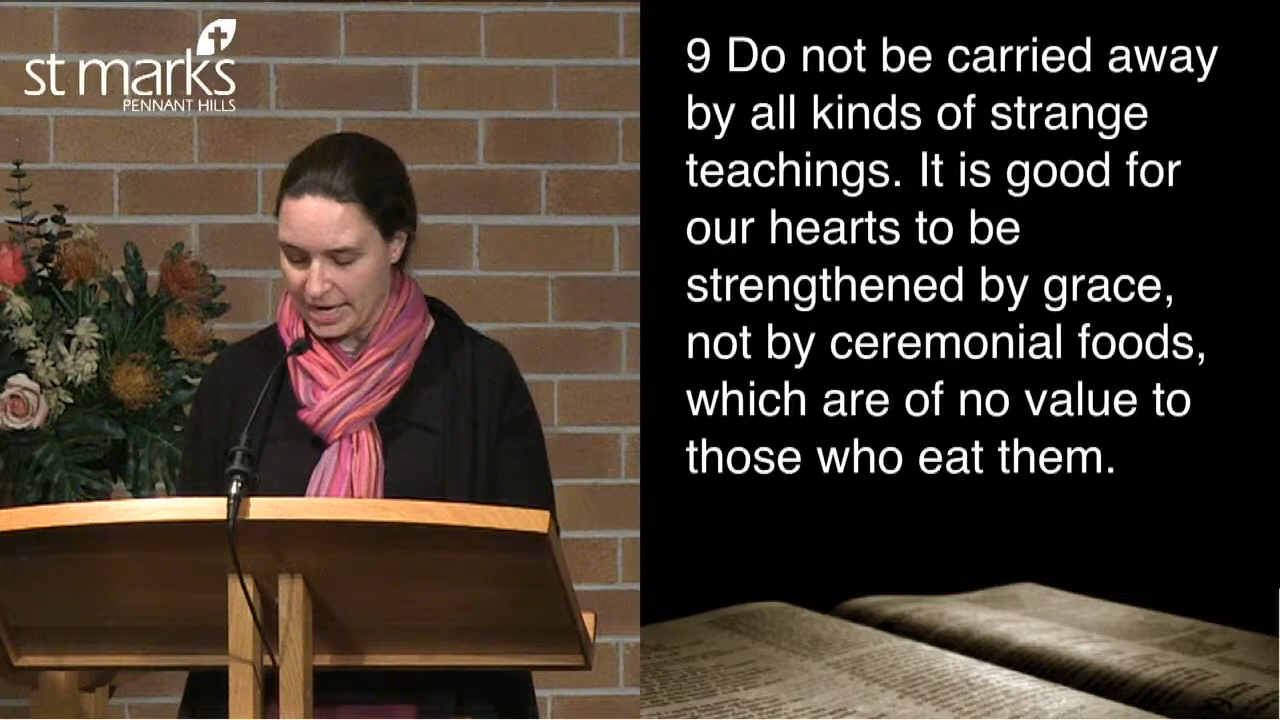 st marks
PENNANT HILLS
9 Do not be carried away
by all kinds of strange
teachings. It is good for
our hearts to be
strengthened by grace,
not by ceremonial foods,
which are of no value to
those who eat them.